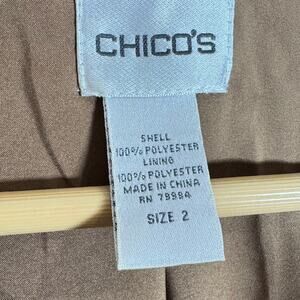 CHICO'S
SHELL
100% POLYESTER
LINING
100% POLYESTER
MADE IN CHINA
RN 79984
SIZE 2